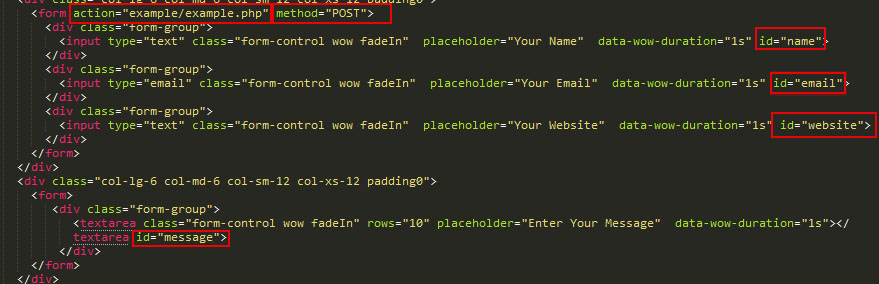 <div class="col-lg-6 col-md-6 col-sm-12 col-xs-12 padding0">
<form action="example/example.php" method="POST">
<div class="form-group">
<input type="text" class="form-control wow fadeIn"  placeholder="Your Name"  data-wow-duration="1s" id="name">
</div>
<div class="form-group">
<input type="email" class="form-control wow fadeIn"  placeholder="Your Email"  data-wow-duration="1s" id="email">
</div>
<div class="form-group">
<input type="text" class="form-control wow fadeIn"  placeholder="Your Website"  data-wow-duration="1s" id="website">
</div>
</form>
</div>
<div class="col-lg-6 col-md-6 col-sm-12 col-xs-12 padding0">
<form>
<div class="form-group">
<textarea class="form-control wow fadeIn" rows="10" placeholder="Enter Your Message"  data-wow-duration="1s"></
textarea id="message">
</div>
</form>
</div>